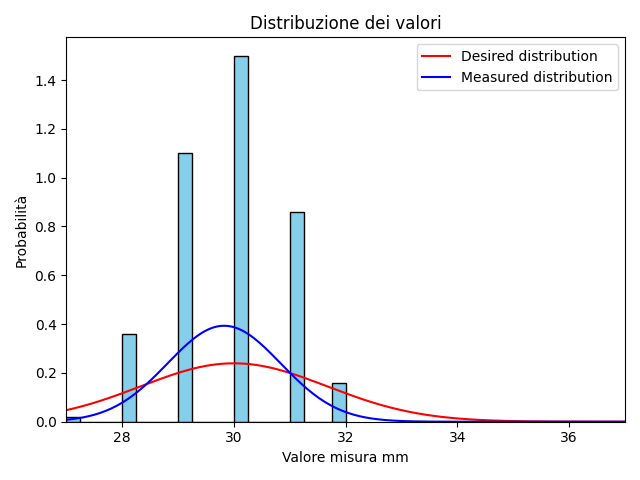 Distribuzione dei valori
Desired distribution
Measured distribution
Probabilità
1.4
1.2
1.0
0.8
0.6
0.4
0.2
0.0
28 30 32 34 36
Valore misura mm